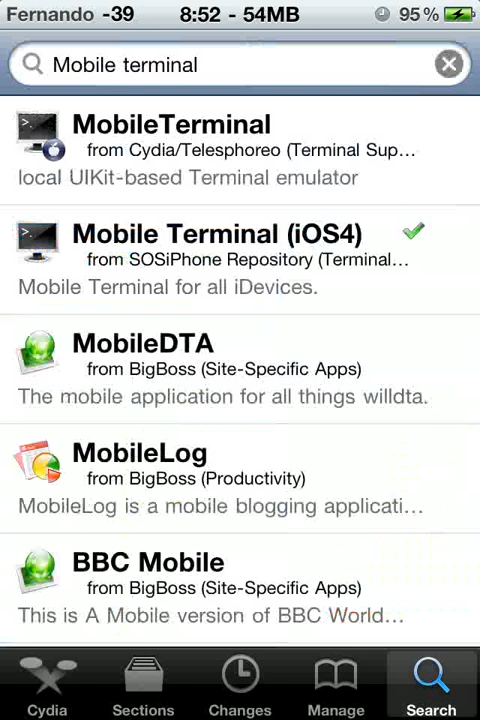 Fernando -39 8:52 - 54MB 95%
Mobile terminal
MobileTerminal
from Cydia/Telesphoreo (Terminal Sup…
local UIKit-based Terminal emulator
Mobile Terminal (iOS4)
from SOSiPhone Repository (Terminal…
Mobile Terminal for all iDevices.
MobileDTA
from BigBoss (Site-Specific Apps)
The mobile application for all things willdta.
MobileLog
from BigBoss (Productivity)
MobileLog is a mobile blogging applicati…
BBC Mobile
from BigBoss (Site-Specific Apps)
This is A Mobile version of BBC World…
Cydia Sections Changes Manage Search